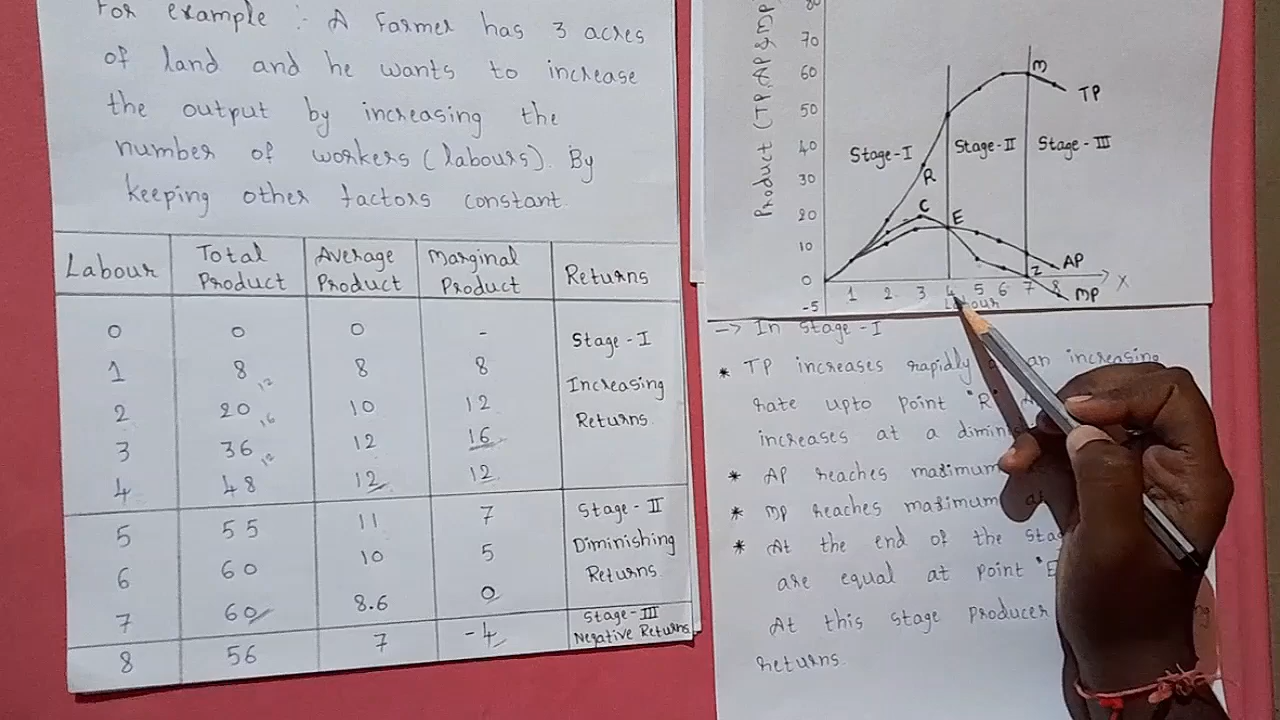 For example :- A Farmer has 3 acres
of land and he wants to increase
the output by increasing the
number of workers (labours). By
keeping other factors constant.
Labour Total Product Average Product Marginal Product Returns
0 0 0 - Stage-I
1 8 8 8 Increasing
2 20 10 12 Returns
3 36 12 16
4 48 12 12
5 55 11 7 Stage-II
6 60 10 5 Diminishing Returns
7 60 8.6 0
8 56 7 -4 Stage-III Negative Returns
12
16
12
Product (TP, AP & MP)
80
70
60
50
40
30
20
10
0
-5
Stage-I Stage-II Stage-III
M
TP
R
C
E
AP
Z
MP
X
1 2 3 4 5 6 7 8
Labour
-> In Stage-I
* TP increases rapidly an increasing
rate upto point "R"
increases at a
* AP reaches maximum
* MP reaches maximum
* At the end of the
are equal at point "E
At this stage producer
returns.